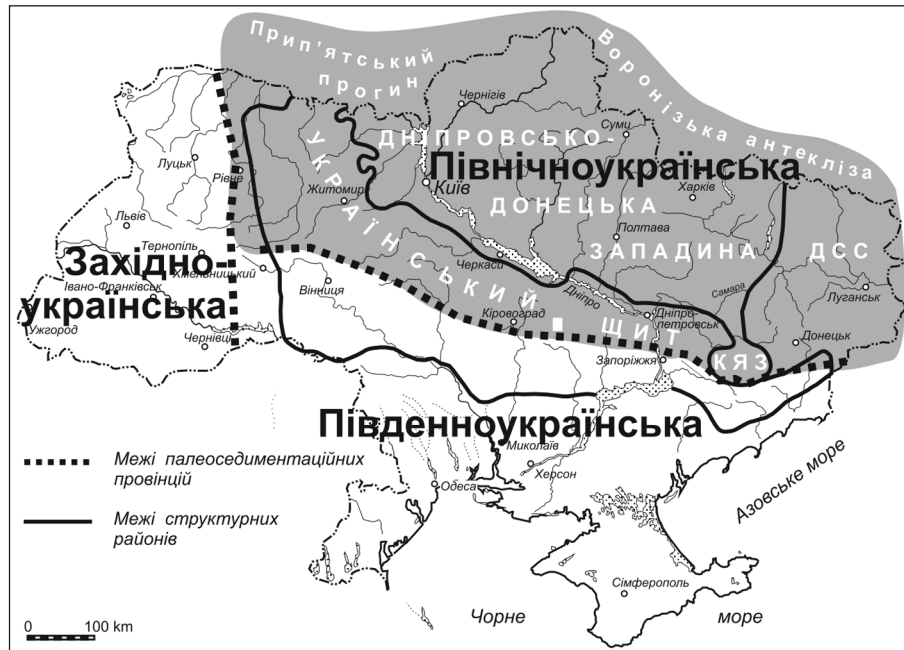 Прип'ятський
прогин
Воронізька антекліза
Чернігів
Суми
ДНІПРОВСЬКО-
УКРАЇНСЬКИЙ ЩИТ
Північноукраїнська
Луцьк
Рівне
Харків
Житомир
Київ
ДОНЕЦЬКА
Львів
Полтава
Тернопіль
ЗАПАДИНА
ДСС
Західно-
українська
Хмельницький
Черкаси
Івано-Франківськ
Вінниця
Самара
Луганськ
Ужгород
Дніпро
Кіровоград
Дніпро-
петровськ
Чернівці
Донецьк
Запоріжжя
КЯЗ
Південноукраїнська
Миколаїв
Херсон
Одеса
Межі палеоседиментаційних
провінцій
Межі структурних
районів
Азовське море
Сімферополь
Чорне море
0 100 km